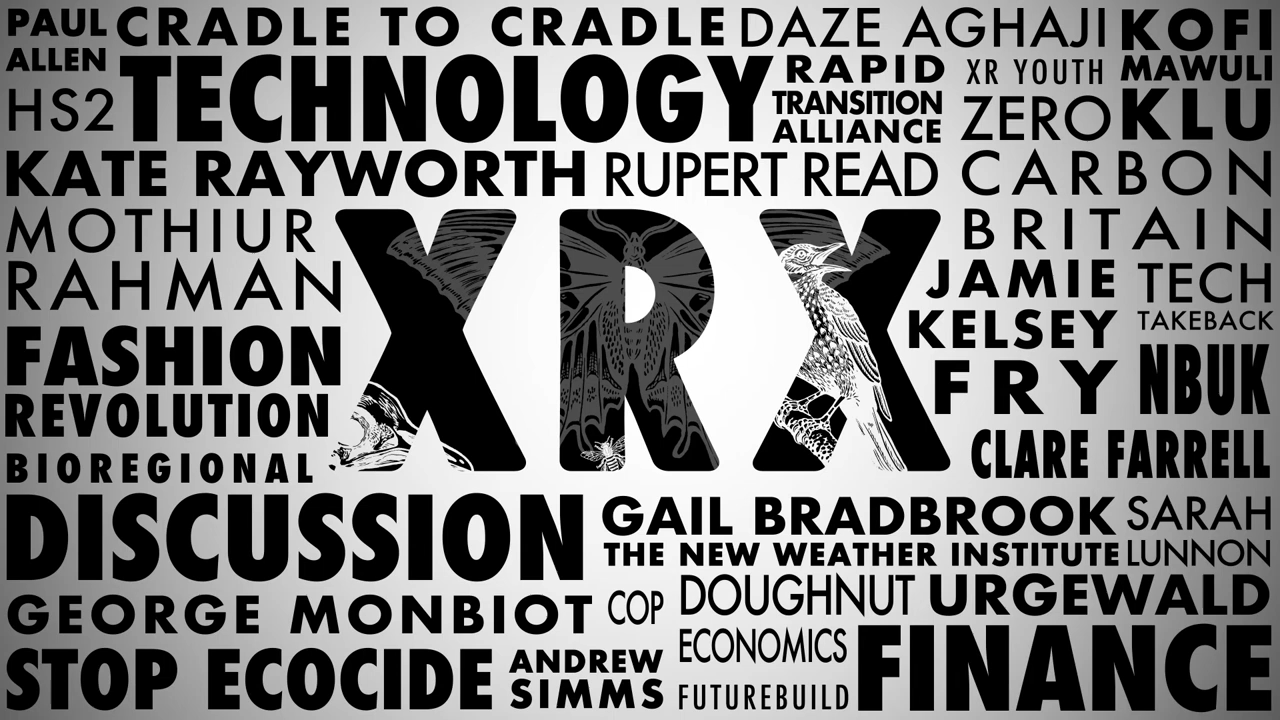 PAUL
ALLEN
CRADLE TO CRADLE
DAZE AGHAJI
KOFI
MAWULI
KLU
HS2
TECHNOLOGY
RAPID
TRANSITION
ALLIANCE
XR YOUTH
ZERO
CARBON
BRITAIN
KATE RAYWORTH
RUPERT READ
MOTHIUR
RAHMAN
XRX
JAMIE
KELSEY
FRY
TECH
TAKEBACK
NBUK
FASHION
REVOLUTION
BIOREGIONAL
CLARE FARRELL
DISCUSSION
GAIL BRADBROOK
SARAH
LUNNON
THE NEW WEATHER INSTITUTE
GEORGE MONBIOT
COP
DOUGHNUT
ECONOMICS
URGEWALD
STOP ECOCIDE
ANDREW
SIMMS
FUTUREBUILD
FINANCE